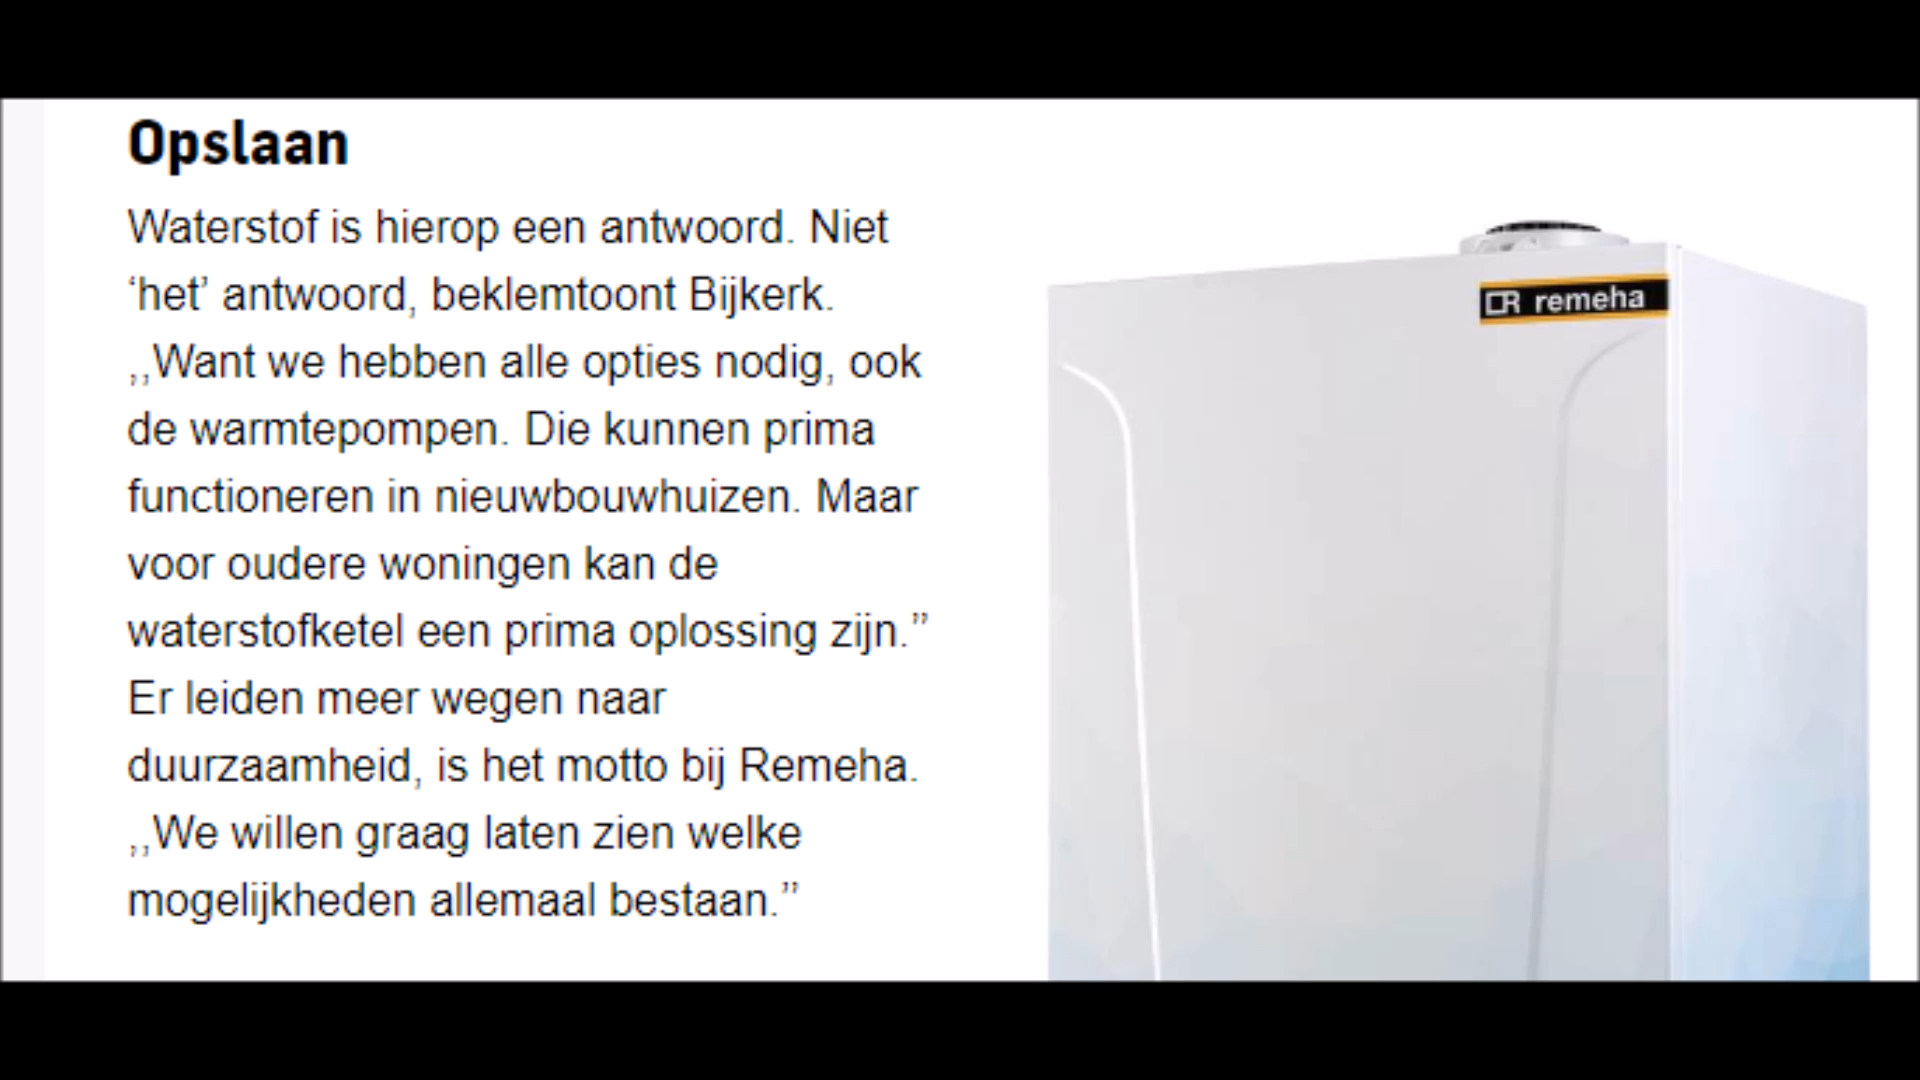 Opslaan
Waterstof is hierop een antwoord. Niet
‘het’ antwoord, beklemtoont Bijkerk.
,,Want we hebben alle opties nodig, ook
de warmtepompen. Die kunnen prima
functioneren in nieuwbouwhuizen. Maar
voor oudere woningen kan de
waterstofketel een prima oplossing zijn.”
Er leiden meer wegen naar
duurzaamheid, is het motto bij Remeha.
,,We willen graag laten zien welke
mogelijkheden allemaal bestaan.”
remeha